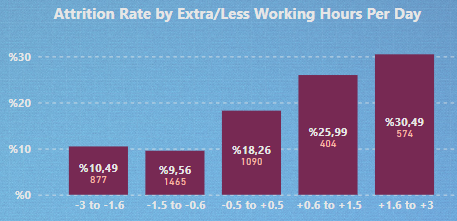 Attrition Rate by Extra/Less Working Hours Per Day
%30
%20
%10
%0
%10,49
877
%9,56
1465
%18,26
1090
%25,99
404
%30,49
574
-3 to -1.6
-1.5 to -0.6
-0.5 to +0.5
+0.6 to +1.5
+1.6 to +3